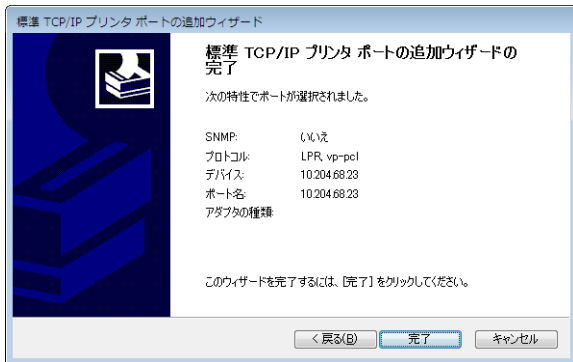 標準 TCP/IP プリンタ ポートの追加ウィザード
標準 TCP/IP プリンタ ポートの追加ウィザードの
完了
次の特性でポートが選択されました。
SNMP: いいえ
プロトコル: LPR, vp-pcl
デバイス: 10.204.68.23
ポート名: 10.204.68.23
アダプタの種類:
このウィザードを完了するには、[完了] をクリックしてください。
< 戻る(B) 完了 キャンセル